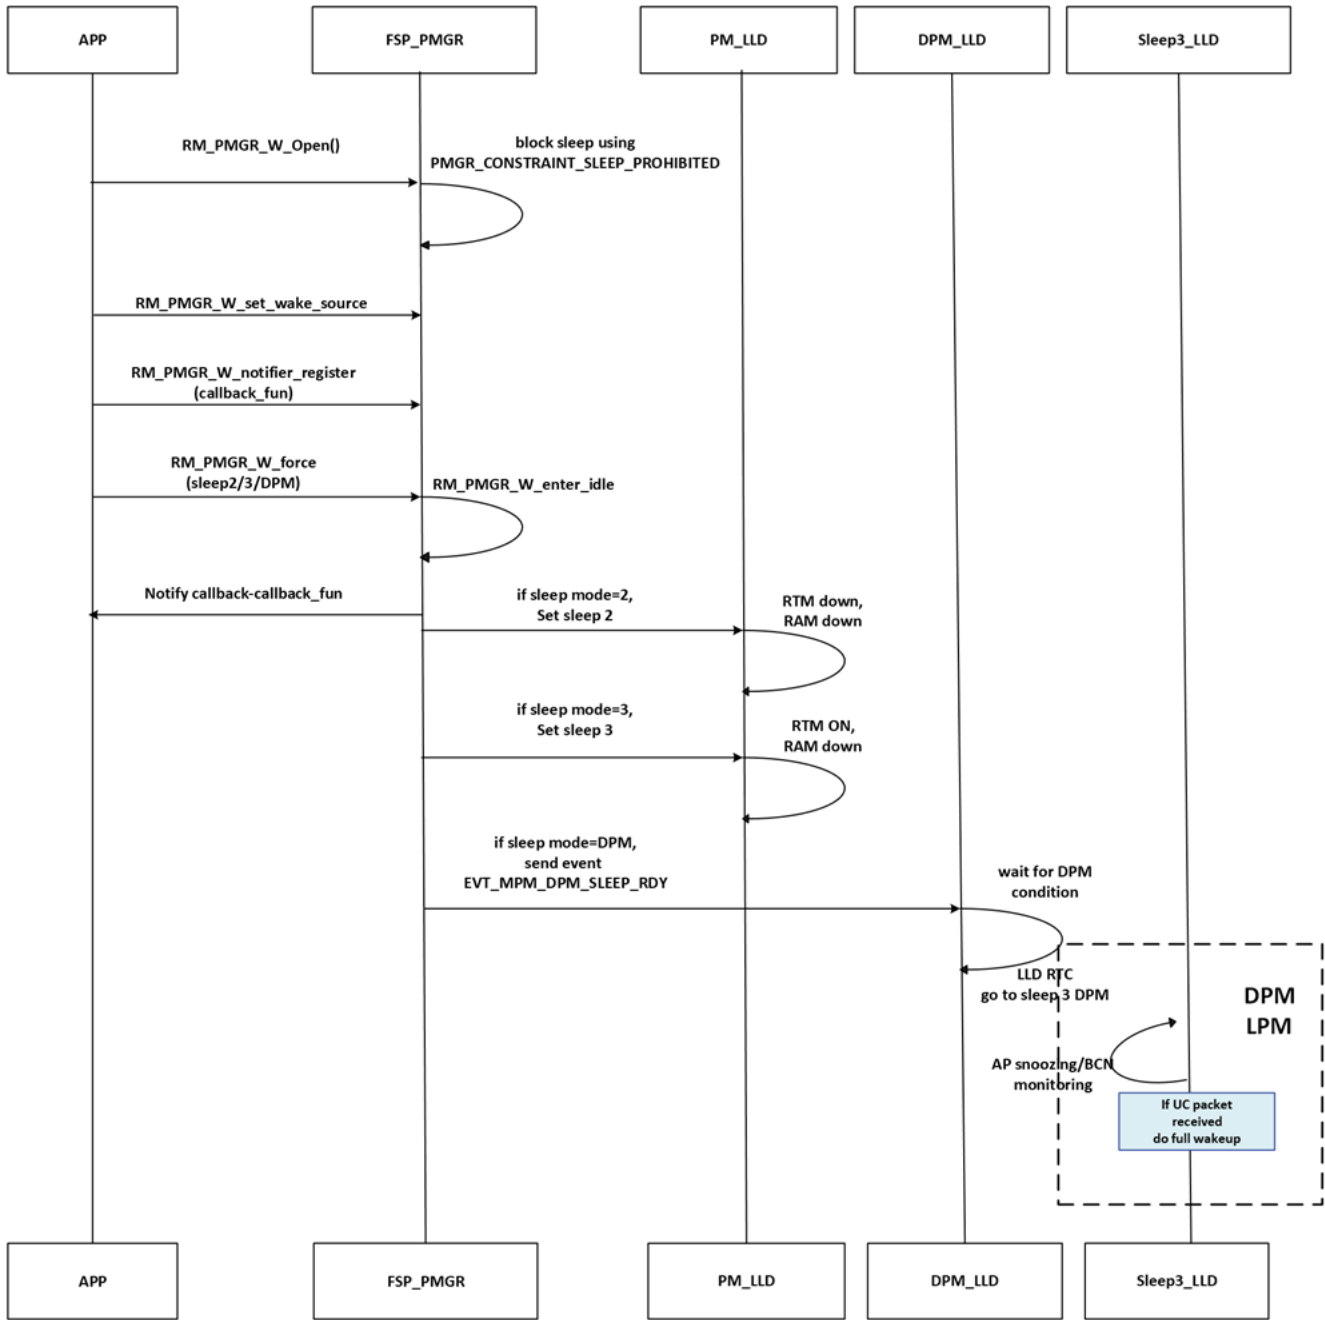 APP
FSP_PMGR
PM_LLD
DPM_LLD
Sleep3_LLD
RM_PMGR_W_Open()
block sleep using
PMGR_CONSTRAINT_SLEEP_PROHIBITED
RM_PMGR_W_set_wake_source
RM_PMGR_W_notifier_register
(callback_fun)
RM_PMGR_W_force
(sleep2/3/DPM)
RM_PMGR_W_enter_idle
Notify callback-callback_fun
if sleep mode=2,
Set sleep 2
RTM down,
RAM down
if sleep mode=3,
Set sleep 3
RTM ON,
RAM down
if sleep mode=DPM,
send event
EVT_MPM_DPM_SLEEP_RDY
wait for DPM
condition
LLD RTC
go to sleep 3 DPM
DPM
LPM
AP snoozing/BCN
monitoring
If UC packet
received
do full wakeup
APP
FSP_PMGR
PM_LLD
DPM_LLD
Sleep3_LLD